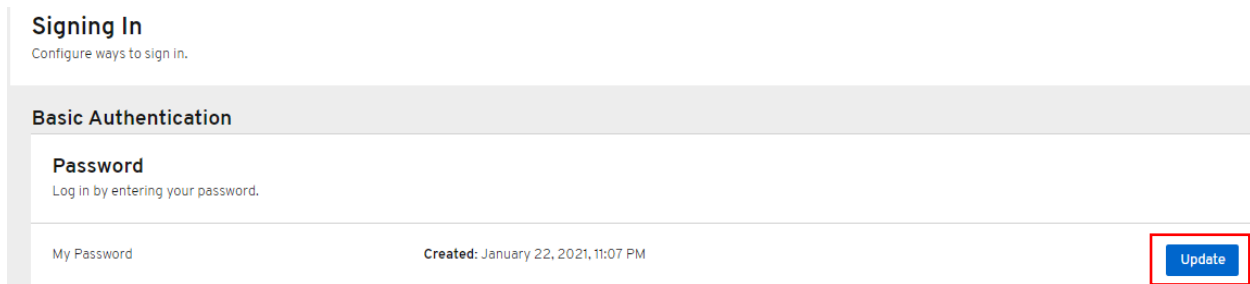 Signing In
Configure ways to sign in.
Basic Authentication
Password
Log in by entering your password.
My Password Created: January 22, 2021, 11:07 PM Update